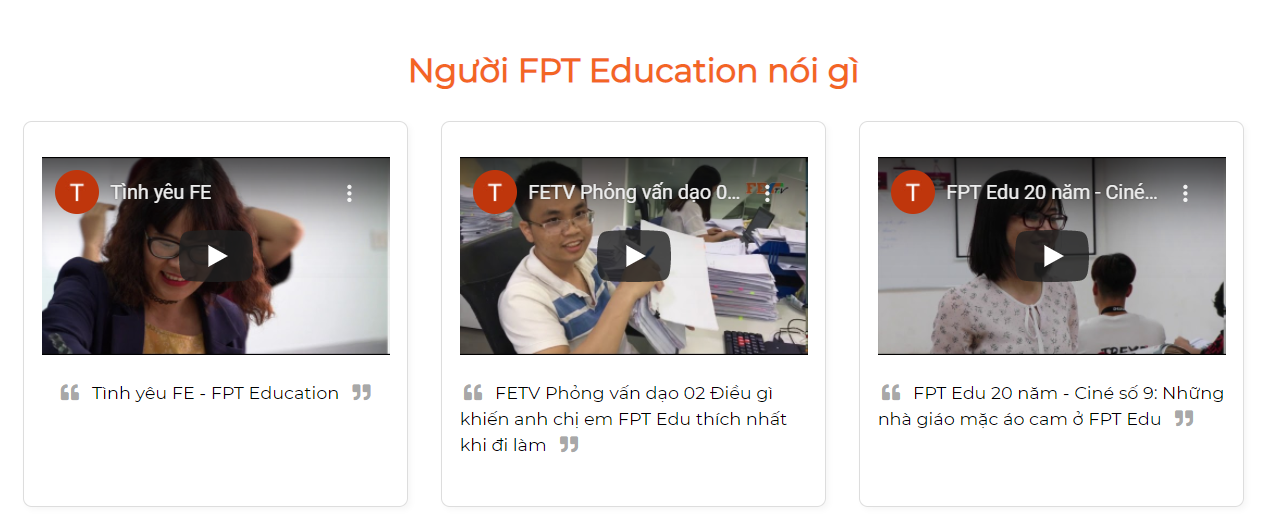 Người FPT Education nói gì
T Tình yêu FE
T FETV Phỏng vấn dạo 0...
T FPT Edu 20 năm - Ciné...
❝ Tình yêu FE - FPT Education ❞
❝ FETV Phỏng vấn dạo 02 Điều gì
khiến anh chị em FPT Edu thích nhất
khi đi làm ❞
❝ FPT Edu 20 năm - Ciné số 9: Những
nhà giáo mặc áo cam ở FPT Edu ❞